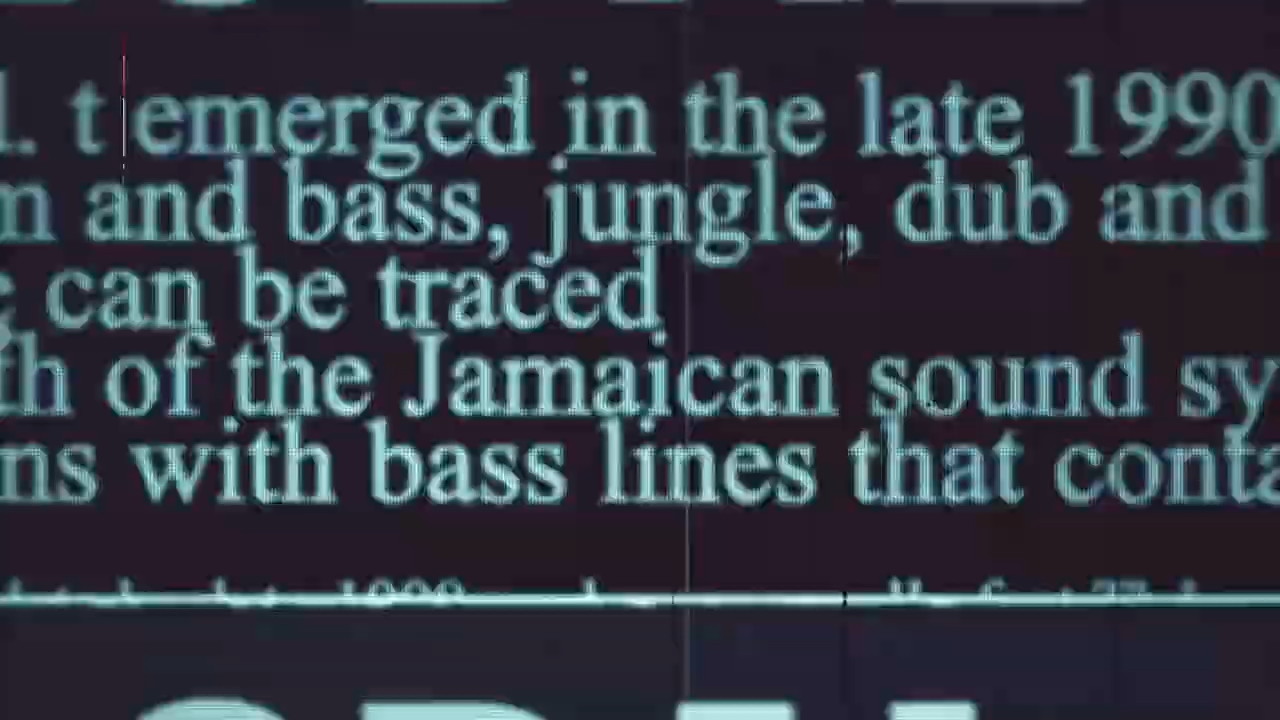 l. t emerged in the late 1990
m and bass, jungle, dub and
e can be traced
th of the Jamaican sound sy
ns with bass lines that conta